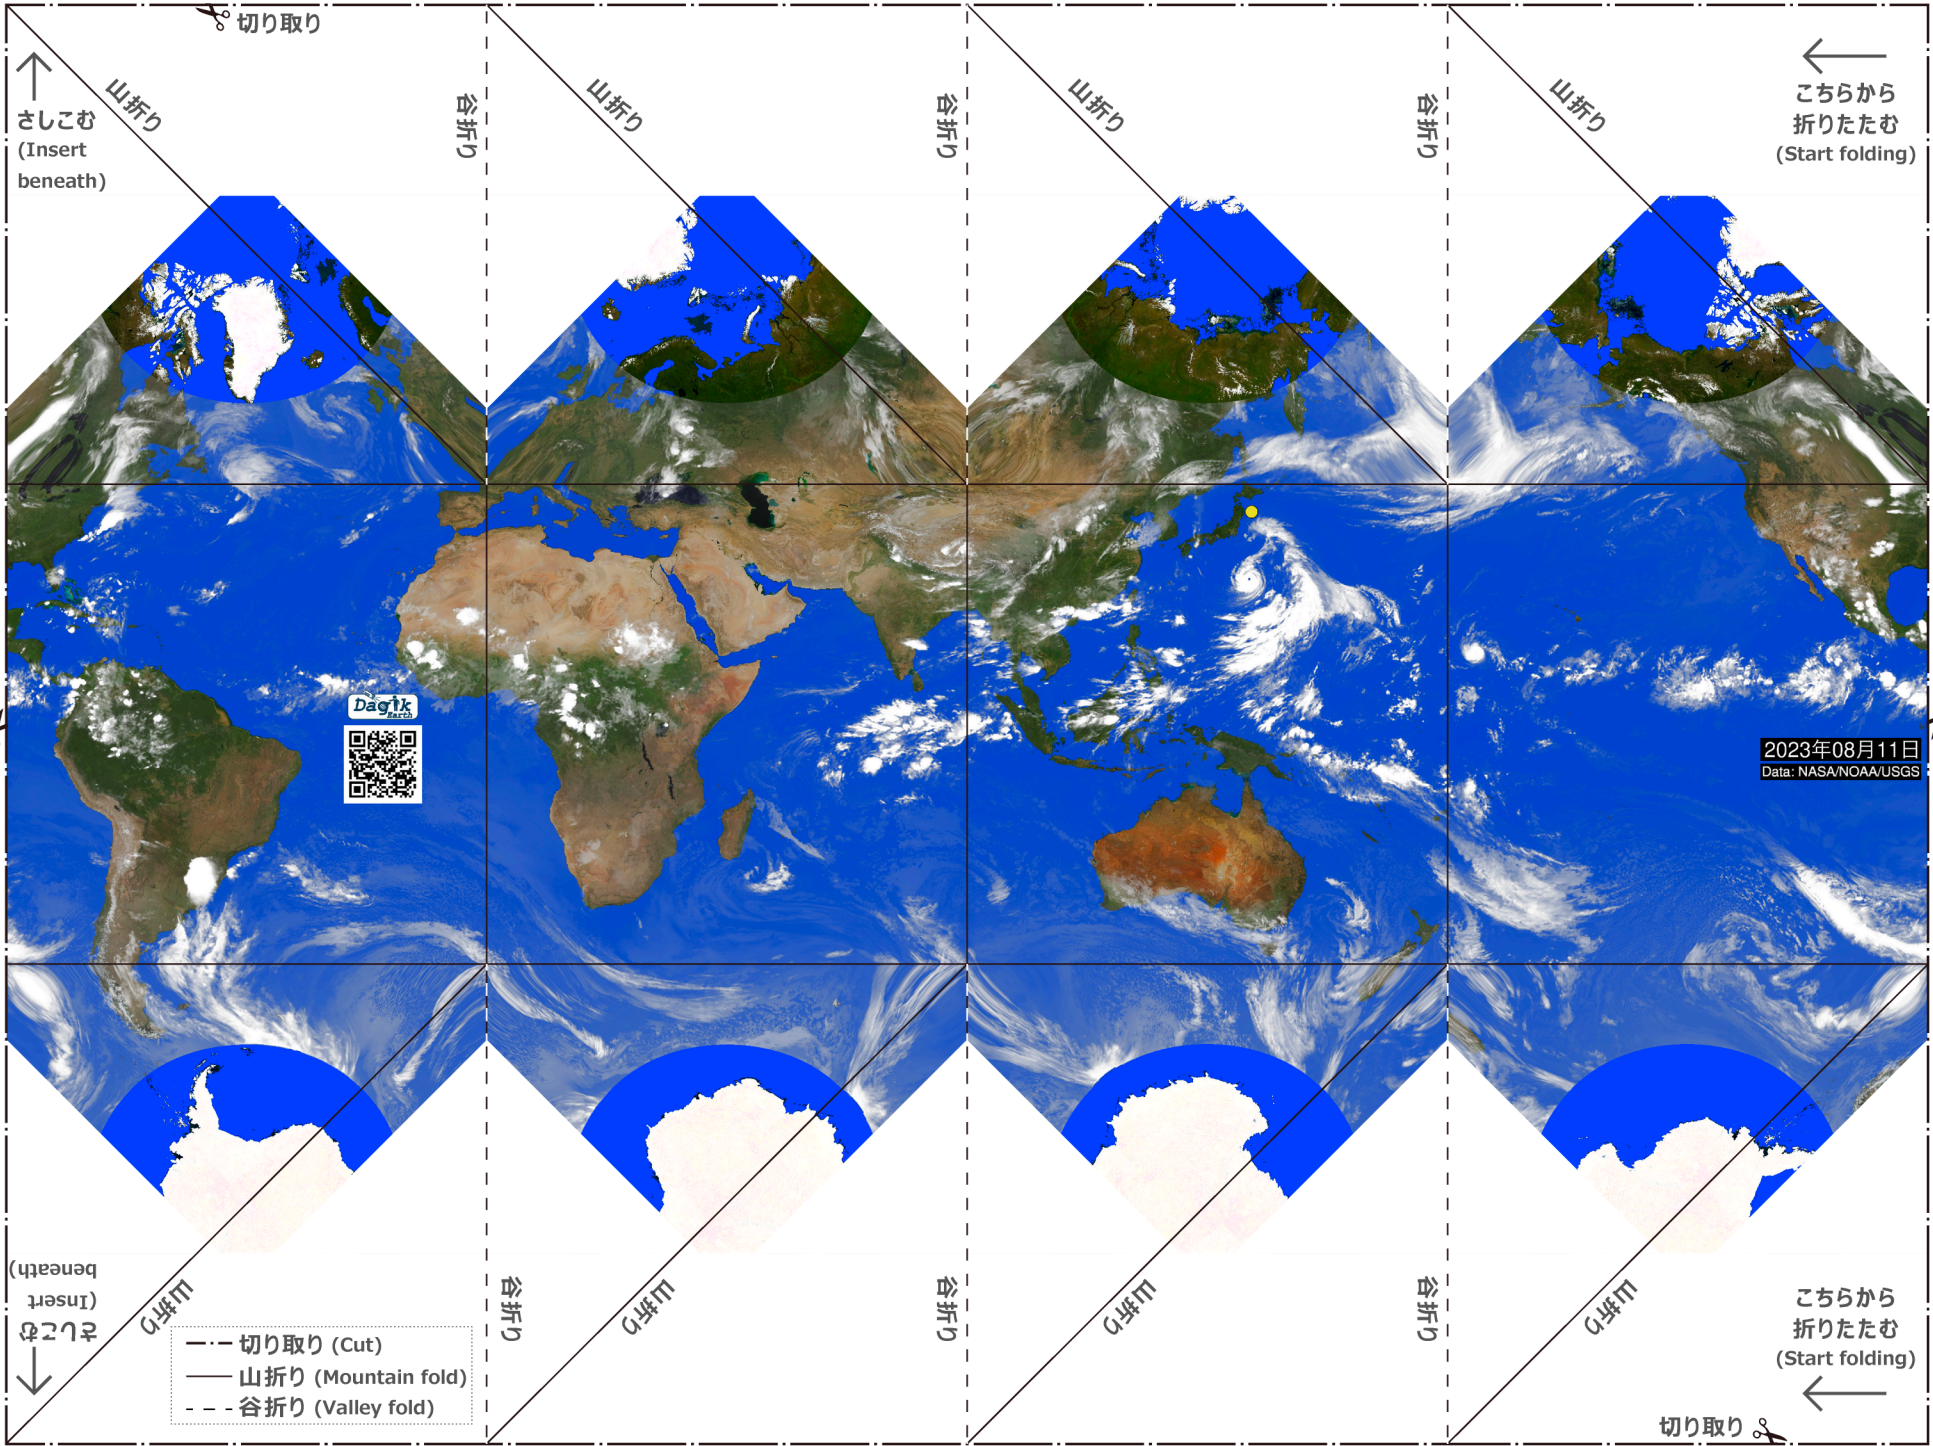 切り取り
山折り
谷折り
山折り
谷折り
山折り
谷折り
山折り
さしこむ
(Insert
beneath)
こちらから
折りたたむ
(Start folding)
Dagik
Earth
2023年08月11日
Data: NASA/NOAA/USGS
さしこむ
(Insert
beneath)
山折り
谷折り
山折り
谷折り
山折り
谷折り
山折り
こちらから
折りたたむ
(Start folding)
切り取り (Cut)
山折り (Mountain fold)
谷折り (Valley fold)
切り取り